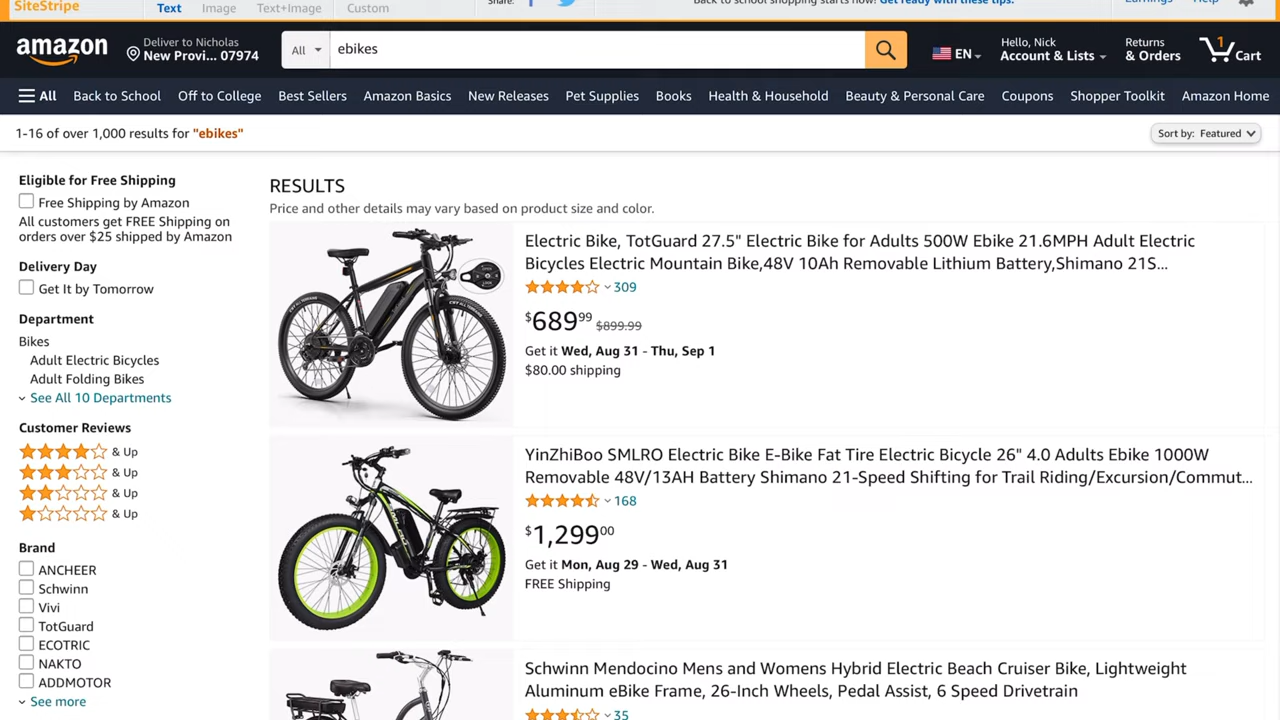 SiteStripe
Text Image Text+Image Custom
Share:
Back to school shopping starts now! Get ready with these tips.
Earnings Help
amazon
Deliver to Nicholas
New Provi... 07974
All
ebikes
EN
Hello, Nick
Account & Lists
Returns
& Orders
1
Cart
All Back to School Off to College Best Sellers Amazon Basics New Releases Pet Supplies Books Health & Household Beauty & Personal Care Coupons Shopper Toolkit Amazon Home
1-16 of over 1,000 results for "ebikes"
Sort by: Featured
Eligible for Free Shipping
Free Shipping by Amazon
All customers get FREE Shipping on
orders over $25 shipped by Amazon
Delivery Day
Get It by Tomorrow
Department
Bikes
Adult Electric Bicycles
Adult Folding Bikes
See All 10 Departments
Customer Reviews
& Up
& Up
& Up
& Up
Brand
ANCHEER
Schwinn
Vivi
TotGuard
ECOTRIC
NAKTO
ADDMOTOR
See more
RESULTS
Price and other details may vary based on product size and color.
Electric Bike, TotGuard 27.5" Electric Bike for Adults 500W Ebike 21.6MPH Adult Electric
Bicycles Electric Mountain Bike,48V 10Ah Removable Lithium Battery,Shimano 21S...
309
$689.99 $899.99
Get it Wed, Aug 31 - Thu, Sep 1
$80.00 shipping
YinZhiBoo SMLRO Electric Bike E-Bike Fat Tire Electric Bicycle 26" 4.0 Adults Ebike 1000W
Removable 48V/13AH Battery Shimano 21-Speed Shifting for Trail Riding/Excursion/Commut...
168
$1,299.00
Get it Mon, Aug 29 - Wed, Aug 31
FREE Shipping
Schwinn Mendocino Mens and Womens Hybrid Electric Beach Cruiser Bike, Lightweight
Aluminum eBike Frame, 26-Inch Wheels, Pedal Assist, 6 Speed Drivetrain
35